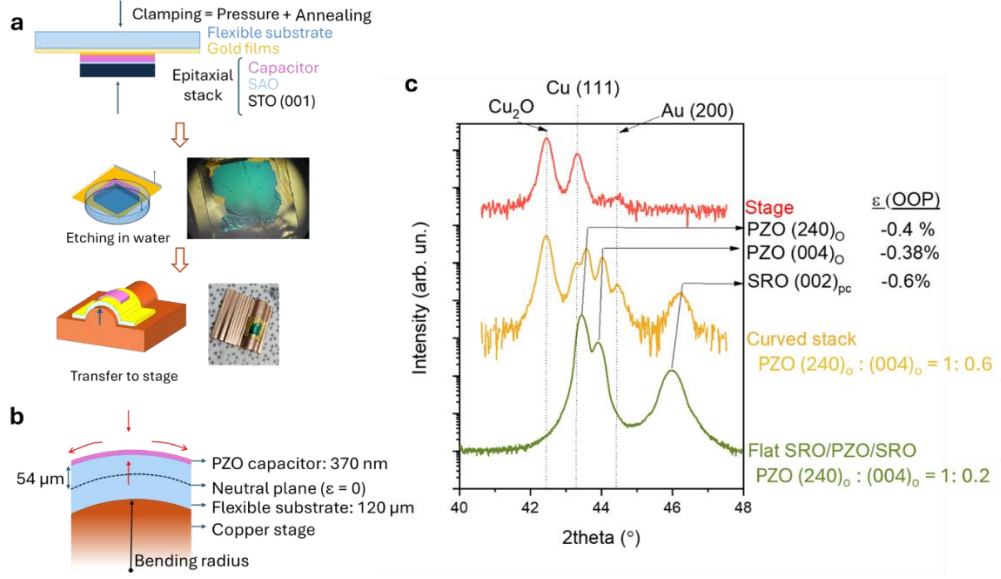 a
Clamping = Pressure + Annealing
Flexible substrate
Gold films
Epitaxial
stack
Capacitor
SAO
STO (001)
Etching in water
Transfer to stage
b
54 µm
PZO capacitor: 370 nm
Neutral plane (ε = 0)
Flexible substrate: 120 µm
Copper stage
Bending radius
c
Cu (111)
Cu₂O
Au (200)
Intensity (arb. un.)
Stage
ε (OOP)
PZO (240)ₒ
-0.4 %
PZO (004)ₒ
-0.38%
SRO (002)pc
-0.6%
Curved stack
PZO (240)ₒ : (004)ₒ = 1: 0.6
Flat SRO/PZO/SRO
PZO (240)ₒ : (004)ₒ = 1: 0.2
40 41 42 43 44 45 46 47 48
2theta (°)